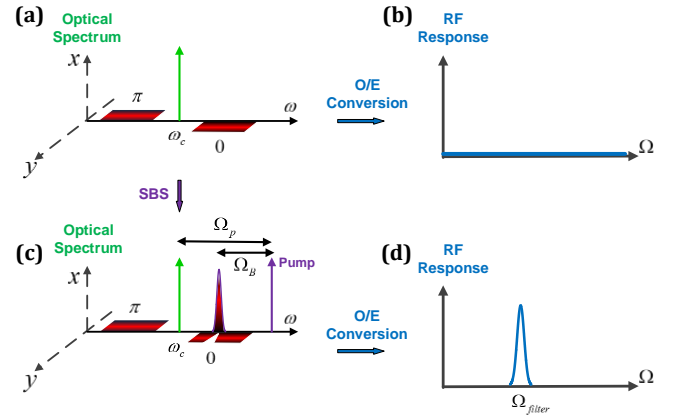 (a)
Optical
Spectrum
x
y
π
ω_c
0
ω
O/E
Conversion
(b)
RF
Response
Ω
SBS
(c)
Optical
Spectrum
x
y
π
ω_c
0
ω
Ω_p
Ω_B
Pump
O/E
Conversion
(d)
RF
Response
Ω
Ω_filter